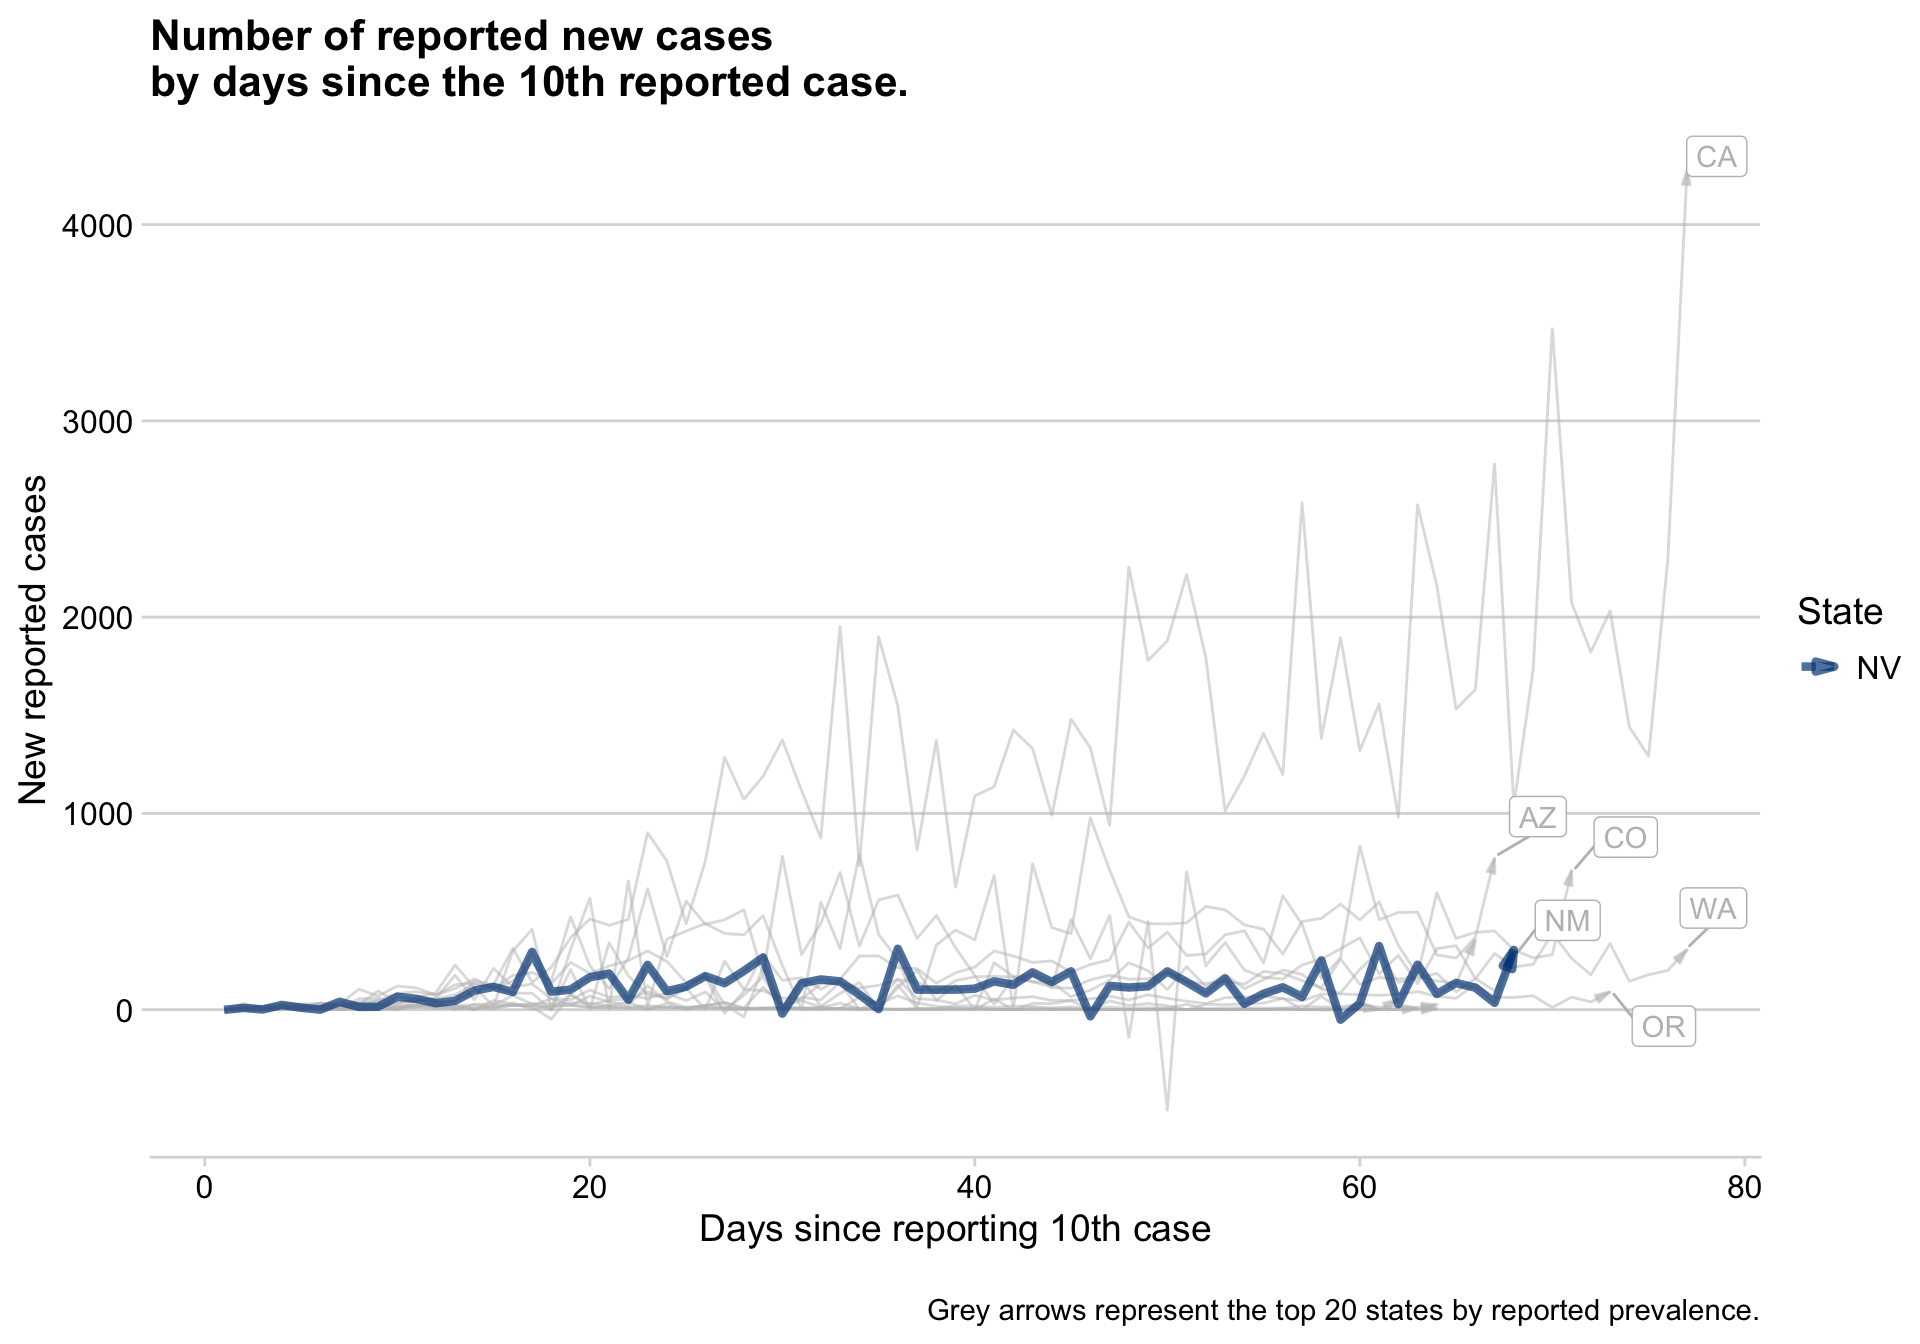 Number of reported new cases
by days since the 10th reported case.
New reported cases
4000
3000
2000
1000
0
CA
AZ
CO
NM
WA
OR
State
NV
0
20
40
60
80
Days since reporting 10th case
Grey arrows represent the top 20 states by reported prevalence.